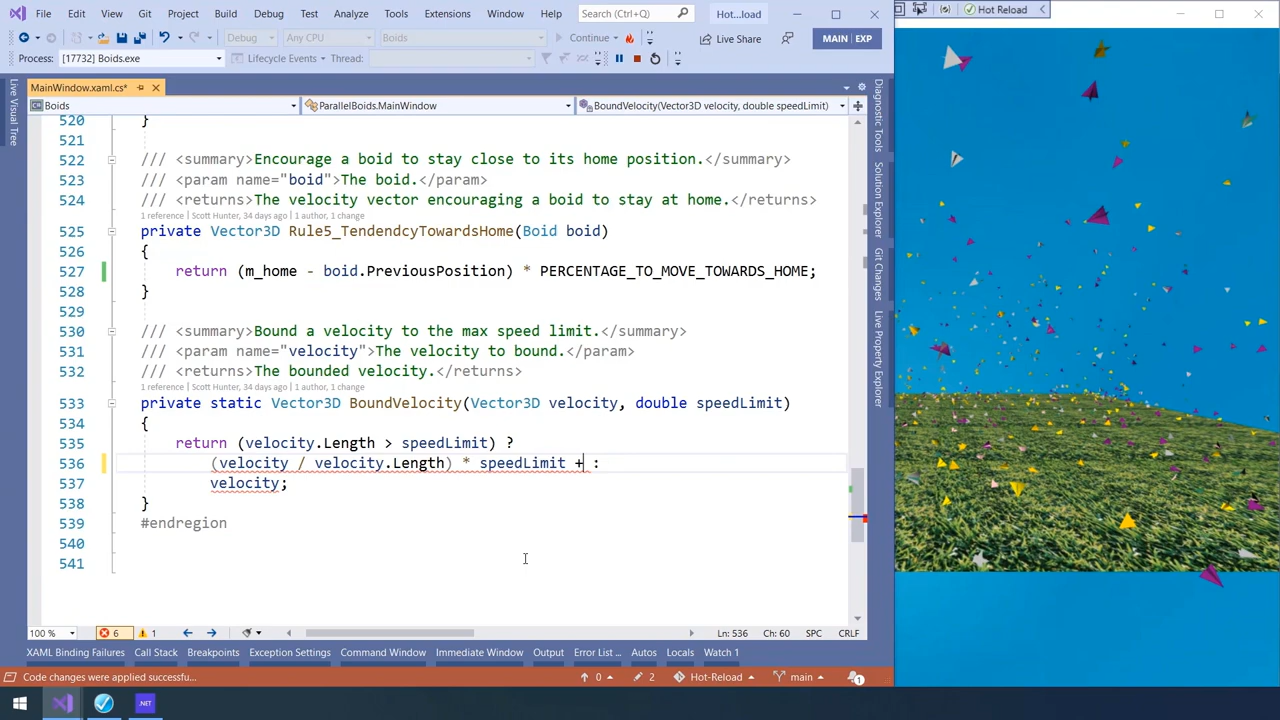 File Edit View Git Project Build Debug Test Analyze Tools Extensions Window Help Search (Ctrl+Q) Hot...load
Hot Reload
Debug Any CPU Boids Continue Live Share MAIN EXP
Process: [17732] Boids.exe Lifecycle Events Thread:
MainWindow.xaml.cs*
Boids ParallelBoids.MainWindow BoundVelocity(Vector3D velocity, double speedLimit)
Live Visual Tree
Diagnostic Tools
Solution Explorer
Git Changes
Live Property Explorer
520 }
521
522 /// <summary>Encourage a boid to stay close to its home position.</summary>
523 /// <param name="boid">The boid.</param>
524 /// <returns>The velocity vector encouraging a boid to stay at home.</returns>
1 reference | Scott Hunter, 34 days ago | 1 author, 1 change
525 private Vector3D Rule5_TendendcyTowardsHome(Boid boid)
526 {
527 return (m_home - boid.PreviousPosition) * PERCENTAGE_TO_MOVE_TOWARDS_HOME;
528 }
529
530 /// <summary>Bound a velocity to the max speed limit.</summary>
531 /// <param name="velocity">The velocity to bound.</param>
532 /// <returns>The bounded velocity.</returns>
1 reference | Scott Hunter, 34 days ago | 1 author, 1 change
533 private static Vector3D BoundVelocity(Vector3D velocity, double speedLimit)
534 {
535 return (velocity.Length > speedLimit) ?
536 (velocity / velocity.Length) * speedLimit + :
537 velocity;
538 }
539 #endregion
540
541
100 % 6 1 Ln: 536 Ch: 60 SPC CRLF
XAML Binding Failures Call Stack Breakpoints Exception Settings Command Window Immediate Window Output Error List ... Autos Locals Watch 1
Code changes were applied successfu... 0 2 Hot-Reload main 1
.NET